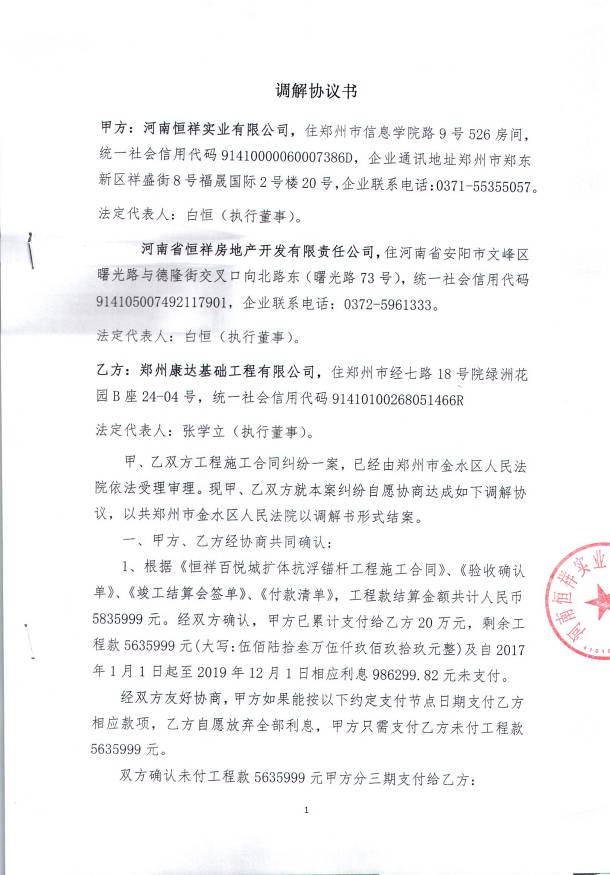 调解协议书
甲方：河南恒祥实业有限公司，住郑州市信息学院路 9 号 526 房间，
统一社会信用代码 91410000060007386D，企业通讯地址郑州市郑东
新区祥盛街 8 号福晟国际 2 号楼 20 号，企业联系电话:0371-55355057。
法定代表人：白恒（执行董事）。
河南省恒祥房地产开发有限责任公司，住河南省安阳市文峰区
曙光路与德隆街交叉口向北路东（曙光路 73 号），统一社会信用代码
914105007492117901，企业联系电话：0372-5961333。
法定代表人：白恒（执行董事）。
乙方：郑州康达基础工程有限公司，住郑州市经七路 18 号院绿洲花
园 B 座 24-04 号，统一社会信用代码 91410100268051466R
法定代表人：张学立（执行董事）。
甲、乙双方工程施工合同纠纷一案，已经由郑州市金水区人民法
院依法受理审理。现甲、乙双方就本案纠纷自愿协商达成如下调解协
议，以共郑州市金水区人民法院以调解书形式结案。
一、甲方、乙方经协商共同确认：
1、根据《恒祥百悦城扩体抗浮锚杆工程施工合同》、《验收确认
单》、《竣工结算会签单》、《付款清单》，工程款结算金额共计人民币
5835999 元。经双方确认，甲方已累计支付给乙方 20 万元，剩余工
程款 5635999 元(大写:伍佰陆拾叁万伍仟玖佰玖拾玖元整)及自 2017
年 1 月 1 日起至 2019 年 12 月 1 日相应利息 986299.82 元未支付。
经双方友好协商,甲方如果能按以下约定支付节点日期支付乙方
相应款项，乙方自愿放弃全部利息，甲方只需支付乙方未付工程款
5635999 元。
双方确认未付工程款 5635999 元甲方分三期支付给乙方：
1
河南恒祥实业